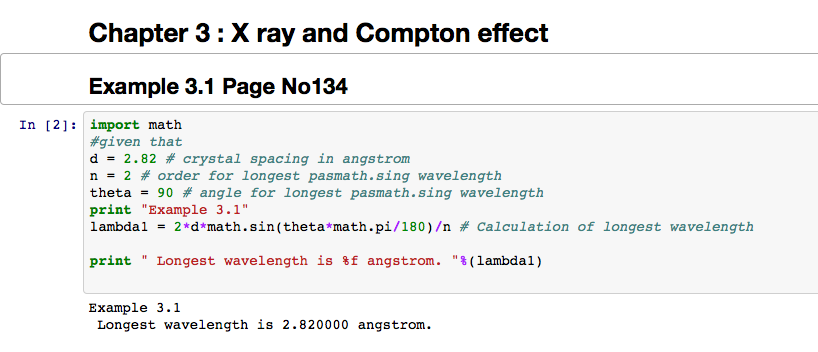 Chapter 3 : X ray and Compton effect
Example 3.1 Page No134
In [2]: import math
#given that
d = 2.82 # crystal spacing in angstrom
n = 2 # order for longest pasmath.sing wavelength
theta = 90 # angle for longest pasmath.sing wavelength
print "Example 3.1"
lambda1 = 2*d*math.sin(theta*math.pi/180)/n # Calculation of longest wavelength
print " Longest wavelength is %f angstrom. "%(lambda1)
Example 3.1
 Longest wavelength is 2.820000 angstrom.